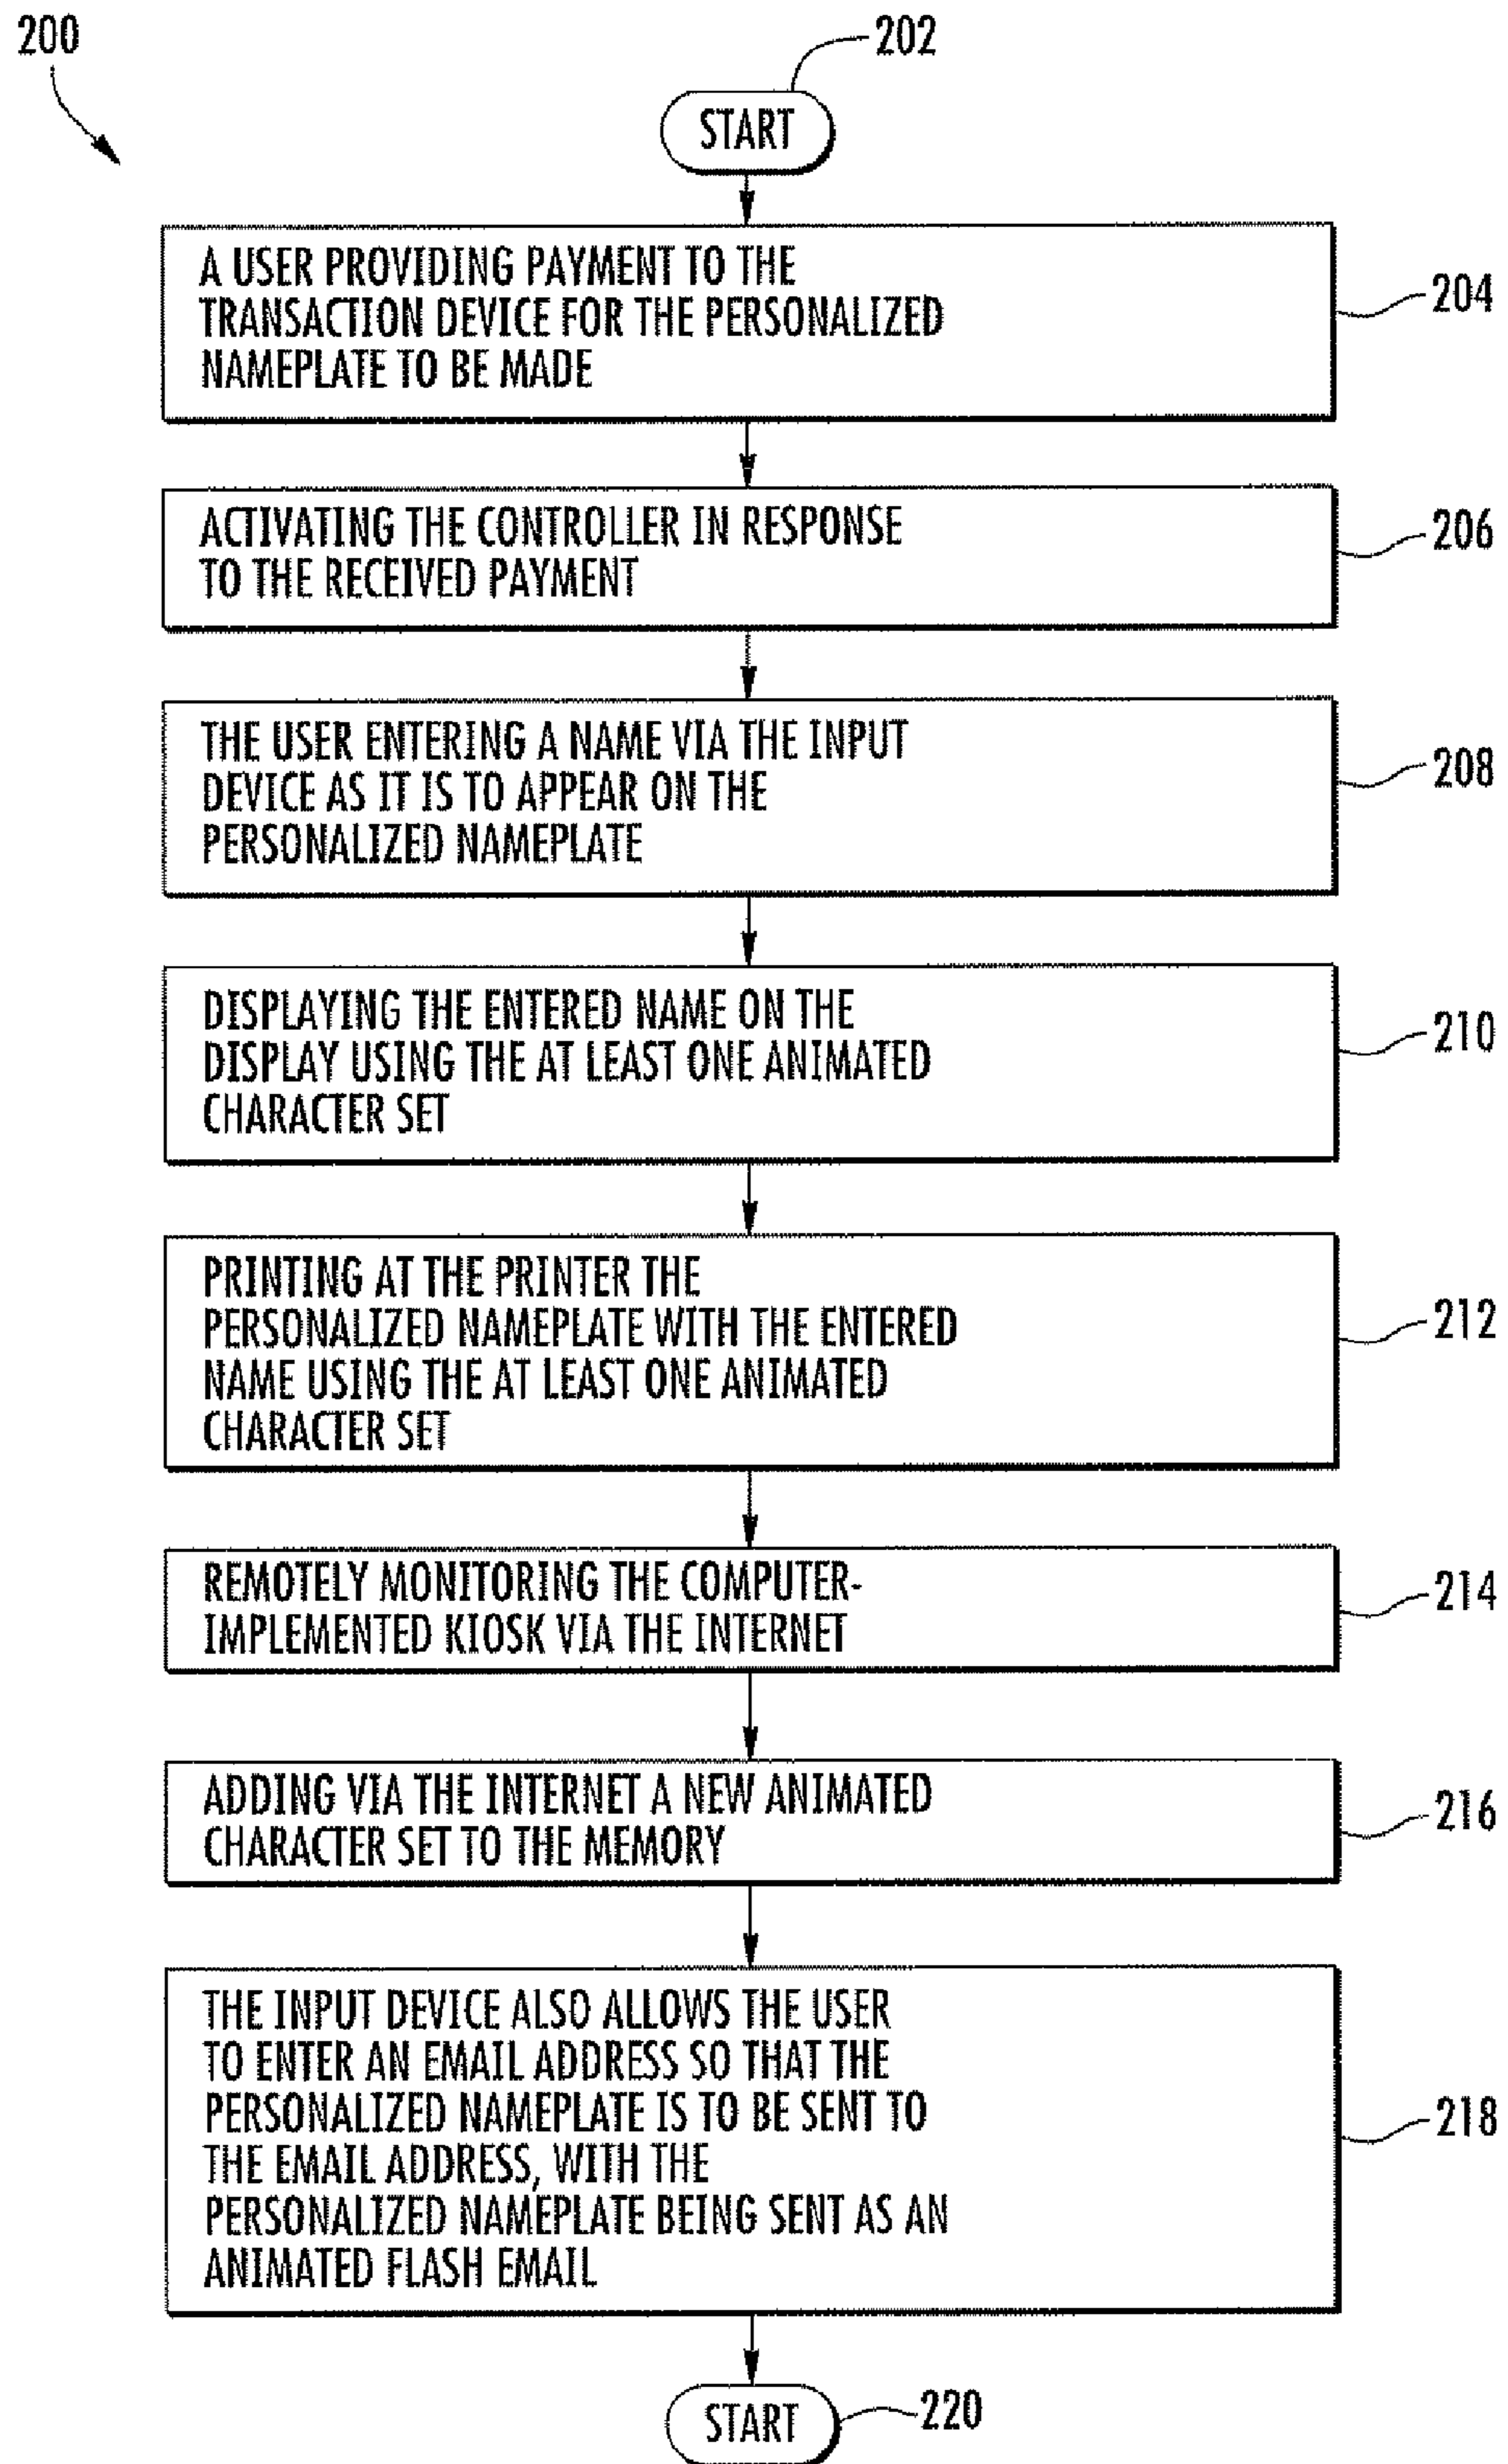 200
202
START
A USER PROVIDING PAYMENT TO THE
TRANSACTION DEVICE FOR THE PERSONALIZED
NAMEPLATE TO BE MADE
204
ACTIVATING THE CONTROLLER IN RESPONSE
TO THE RECEIVED PAYMENT
206
THE USER ENTERING A NAME VIA THE INPUT
DEVICE AS IT IS TO APPEAR ON THE
PERSONALIZED NAMEPLATE
208
DISPLAYING THE ENTERED NAME ON THE
DISPLAY USING THE AT LEAST ONE ANIMATED
CHARACTER SET
210
PRINTING AT THE PRINTER THE
PERSONALIZED NAMEPLATE WITH THE ENTERED
NAME USING THE AT LEAST ONE ANIMATED
CHARACTER SET
212
REMOTELY MONITORING THE COMPUTER-
IMPLEMENTED KIOSK VIA THE INTERNET
214
ADDING VIA THE INTERNET A NEW ANIMATED
CHARACTER SET TO THE MEMORY
216
THE INPUT DEVICE ALSO ALLOWS THE USER
TO ENTER AN EMAIL ADDRESS SO THAT THE
PERSONALIZED NAMEPLATE IS TO BE SENT TO
THE EMAIL ADDRESS, WITH THE
PERSONALIZED NAMEPLATE BEING SENT AS AN
ANIMATED FLASH EMAIL
218
START
220